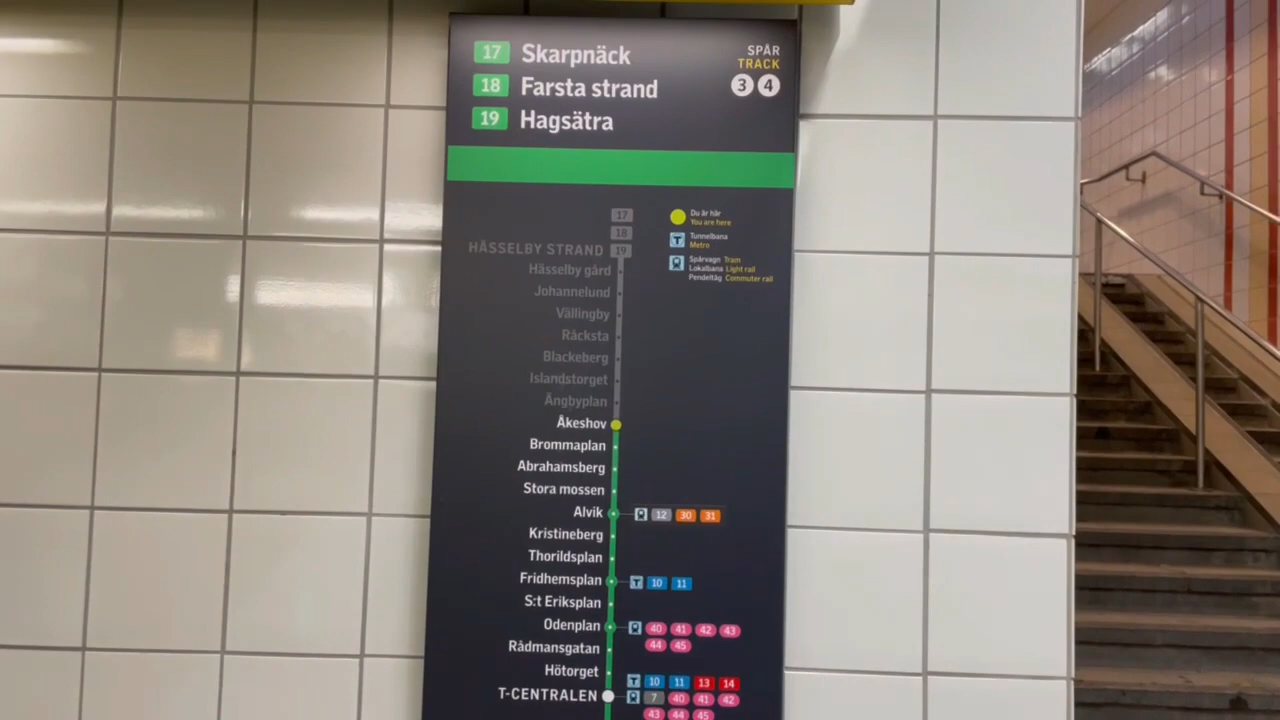 17 Skarpnäck
18 Farsta strand
19 Hagsätra
SPÅR
TRACK
3 4
Du är här
You are here
Tunnelbana
Metro
Spårvagn Tram
Lokalbana Light rail
Pendeltåg Commuter rail
17
18
HÄSSELBY STRAND 19
Hässelby gård
Johannelund
Vällingby
Råcksta
Blackeberg
Islandstorget
Ängbyplan
Åkeshov
Brommaplan
Abrahamsberg
Stora mossen
Alvik 12 30 31
Kristineberg
Thorildsplan
Fridhemsplan T 10 11
S:t Eriksplan
Odenplan 40 41 42 43
44 45
Rådmansgatan
Hötorget
T 10 11 13 14
T-CENTRALEN 7 40 41 42
43 44 45